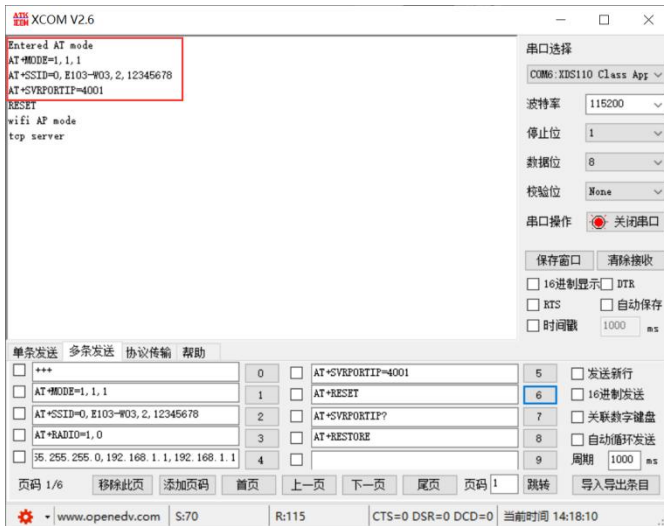 ATK XCOM XCOM V2.6
Entered AT mode
AT+MODE=1,1,1
AT+SSID=0,E103-W03,2,12345678
AT+SVRPORTIP=4001
RESET
wifi AP mode
tcp server
串口选择
COM6:XDS110 Class App
波特率 115200
停止位 1
数据位 8
校验位 None
串口操作 关闭串口
保存窗口 清除接收
16进制显示 DTR
RTS 自动保存
时间戳 1000 ms
单条发送 多条发送 协议传输 帮助
+++ 0 AT+SVRPORTIP=4001 5 发送新行
AT+MODE=1,1,1 1 AT+RESET 6 16进制发送
AT+SSID=0,E103-W03,2,12345678 2 AT+SVRPORTIP? 7 关联数字键盘
AT+RADIO=1,0 3 AT+RESTORE 8 自动循环发送
55.255.255.0,192.168.1.1,192.168.1.1 4 9 周期 1000 ms
页码 1/6 移除此页 添加页码 首页 上一页 下一页 尾页 页码 1 跳转 导入导出条目
www.openedv.com S:70 R:115 CTS=0 DSR=0 DCD=0 当前时间 14:18:10